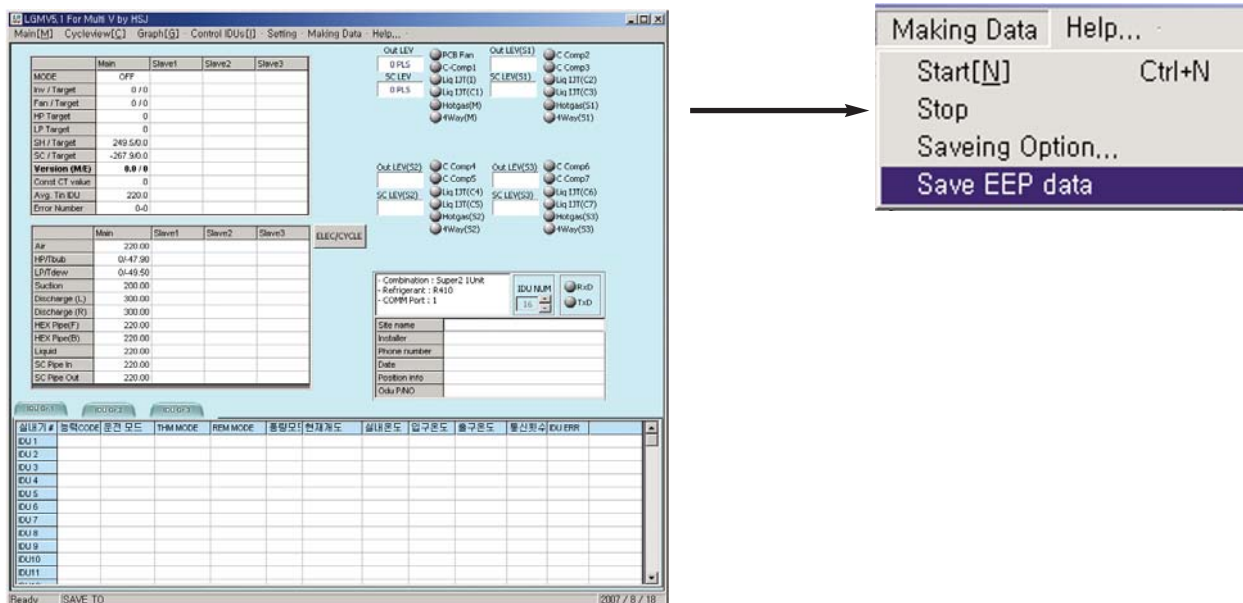 LGMV5.1 For Multi V by HSJ
Main[M] Cycleview[C] Graph[G] Control IDUs[I] Setting Making Data Help...
Main Slave1 Slave2 Slave3
MODE OFF
Inv / Target 0 / 0
Fan / Target 0 / 0
HP Target 0
LP Target 0
SH / Target 249.5/0.0
SC / Target -267.9/0.0
Version (M/E) 0.0 / 0
Const CT value 0
Avg. Tin IDU 220.0
Error Number 0-0
Out LEV
0 PLS
SC LEV
0 PLS
PCB Fan
C-Comp1
Liq IJT(I)
Liq IJT(C1)
Hotgas(M)
4Way(M)
Out LEV(S1)
SC LEV(S1)
C Comp2
C Comp3
Liq IJT(C2)
Liq IJT(C3)
Hotgas(S1)
4Way(S1)
Out LEV(S2)
SC LEV(S2)
C Comp4
C Comp5
Liq IJT(C4)
Liq IJT(C5)
Hotgas(S2)
4Way(S2)
Out LEV(S3)
SC LEV(S3)
C Comp6
C Comp7
Liq IJT(C6)
Liq IJT(C7)
Hotgas(S3)
4Way(S3)
Main Slave1 Slave2 Slave3
Air 220.00
HP/Tbub 0/-47.90
LP/Tdew 0/-49.50
Suction 200.00
Discharge (L) 300.00
Discharge (R) 300.00
HEX Pipe(F) 220.00
HEX Pipe(B) 220.00
Liquid 220.00
SC Pipe In 220.00
SC Pipe Out 220.00
ELEC/CYCLE
- Combination : Super2 1Unit
- Refrigerant : R410
- COMM Port : 1
IDU NUM
16
RxD
TxD
Site name
Installer
Phone number
Date
Position info
Odu P/NO
IDU Gr.1 IDU Gr.2 IDU Gr.3
실내기 # 능력CODE 운전 모드 THM MODE REM MODE 풍량모드 현재개도 실내온도 입구온도 출구온도 통신횟수 IDU ERR
IDU 1
IDU 2
IDU 3
IDU 4
IDU 5
IDU 6
IDU 7
IDU 8
IDU 9
IDU10
IDU11
Ready SAVE TO 2007 / 8 / 18
Making Data Help...
Start[N] Ctrl+N
Stop
Saveing Option...
Save EEP data